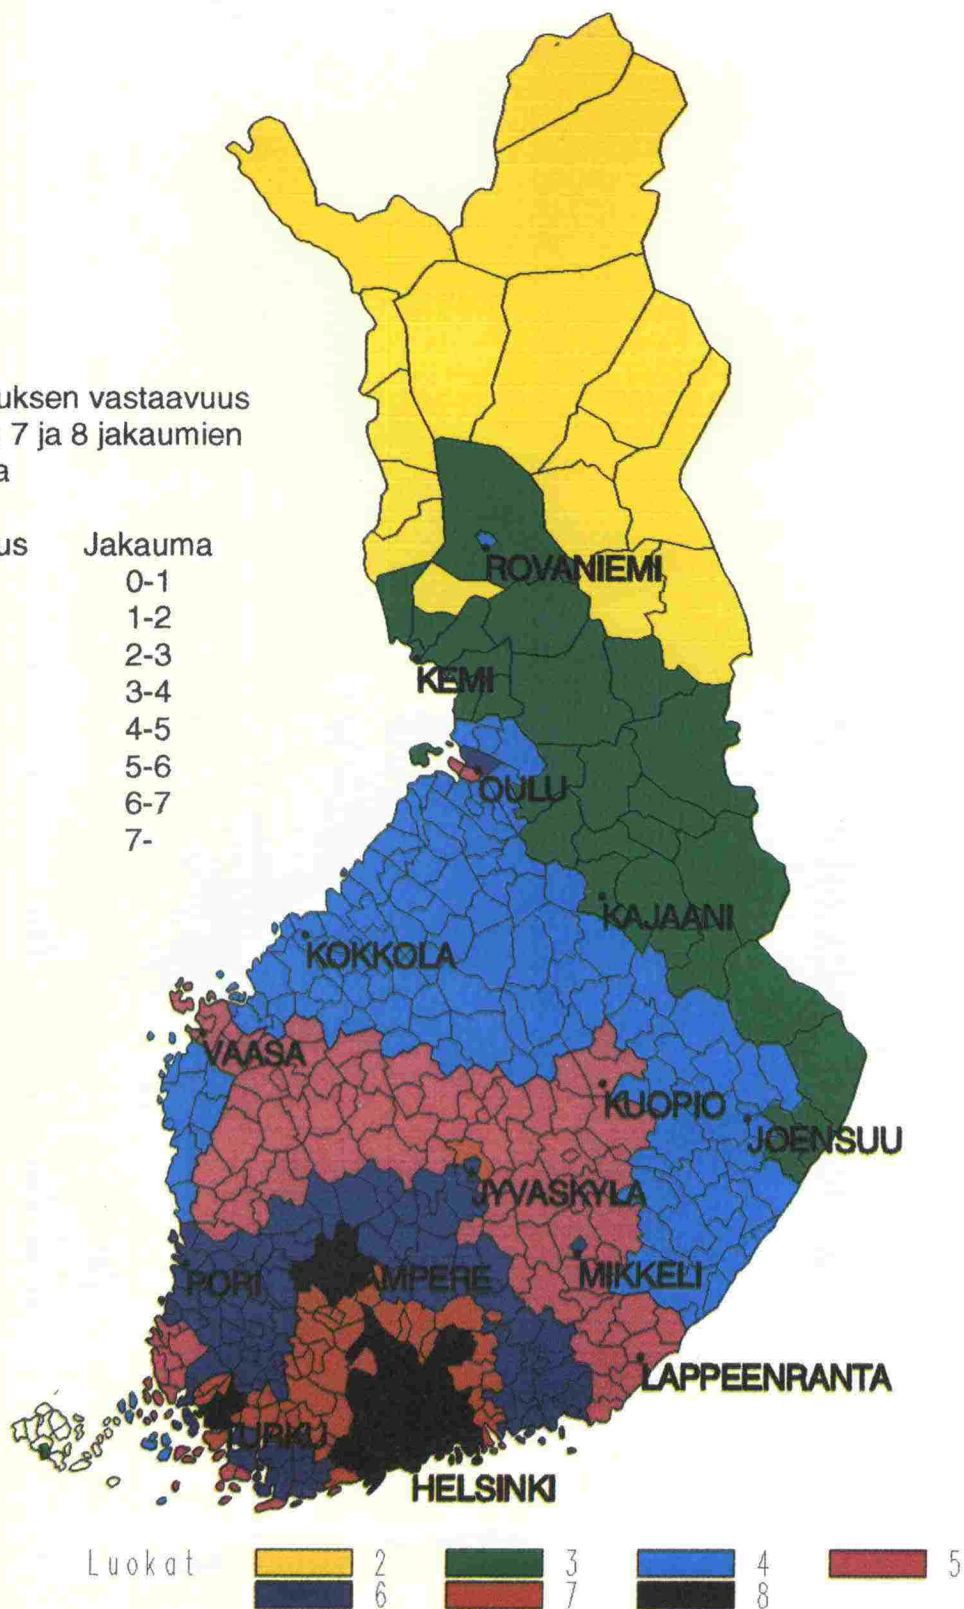 uksen vastaavuus
7 ja 8 jakaumien
a
us Jakauma
0-1
1-2
2-3
3-4
4-5
5-6
6-7
7-
ROVANIEMI
KEMI
OULU
KAJAANI
KOKKOLA
VAASA
KUOPIO
JOENSUU
JYVASKYLA
PORI
AMPERE
MIKKELI
LAPPEENRANTA
TURKU
HELSINKI
Luokat 2 3 4 5
6 7 8